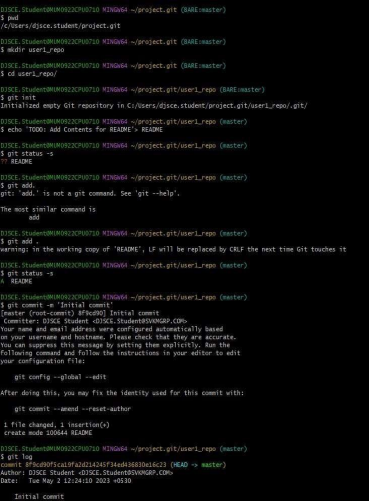 DJSCE.Student@MUM0922CPU0710 MINGW64 ~/project.git (BARE:master)
$ pwd
/c/Users/djsce.student/project.git
DJSCE.Student@MUM0922CPU0710 MINGW64 ~/project.git (BARE:master)
$ mkdir user1_repo
DJSCE.Student@MUM0922CPU0710 MINGW64 ~/project.git (BARE:master)
$ cd user1_repo/
DJSCE.Student@MUM0922CPU0710 MINGW64 ~/project.git/user1_repo (BARE:master)
$ git init
Initialized empty Git repository in C:/Users/djsce.student/project.git/user1_repo/.git/
DJSCE.Student@MUM0922CPU0710 MINGW64 ~/project.git/user1_repo (master)
$ echo 'TODO: Add Contents for README'> README
DJSCE.Student@MUM0922CPU0710 MINGW64 ~/project.git/user1_repo (master)
$ git status -s
?? README
DJSCE.Student@MUM0922CPU0710 MINGW64 ~/project.git/user1_repo (master)
$ git add.
git: 'add.' is not a git command. See 'git --help'.
The most similar command is
add
DJSCE.Student@MUM0922CPU0710 MINGW64 ~/project.git/user1_repo (master)
$ git add .
warning: in the working copy of 'README', LF will be replaced by CRLF the next time Git touches it
DJSCE.Student@MUM0922CPU0710 MINGW64 ~/project.git/user1_repo (master)
$ git status -s
A  README
DJSCE.Student@MUM0922CPU0710 MINGW64 ~/project.git/user1_repo (master)
$ git commit -m 'Initial commit'
[master (root-commit) 8f9cd90] Initial commit
Committer: DJSCE Student <DJSCE.Student@SVKMGRP.COM>
Your name and email address were configured automatically based
on your username and hostname. Please check that they are accurate.
You can suppress this message by setting them explicitly. Run the
following command and follow the instructions in your editor to edit
your configuration file:
git config --global --edit
After doing this, you may fix the identity used for this commit with:
git commit --amend --reset-author
1 file changed, 1 insertion(+)
create mode 100644 README
DJSCE.Student@MUM0922CPU0710 MINGW64 ~/project.git/user1_repo (master)
$ git log
commit 8f9cd90f5ca19fa2d214245f34ed436830e16c23 (HEAD -> master)
Author: DJSCE Student <DJSCE.Student@SVKMGRP.COM>
Date:   Tue May 2 12:24:10 2023 +0530
Initial commit